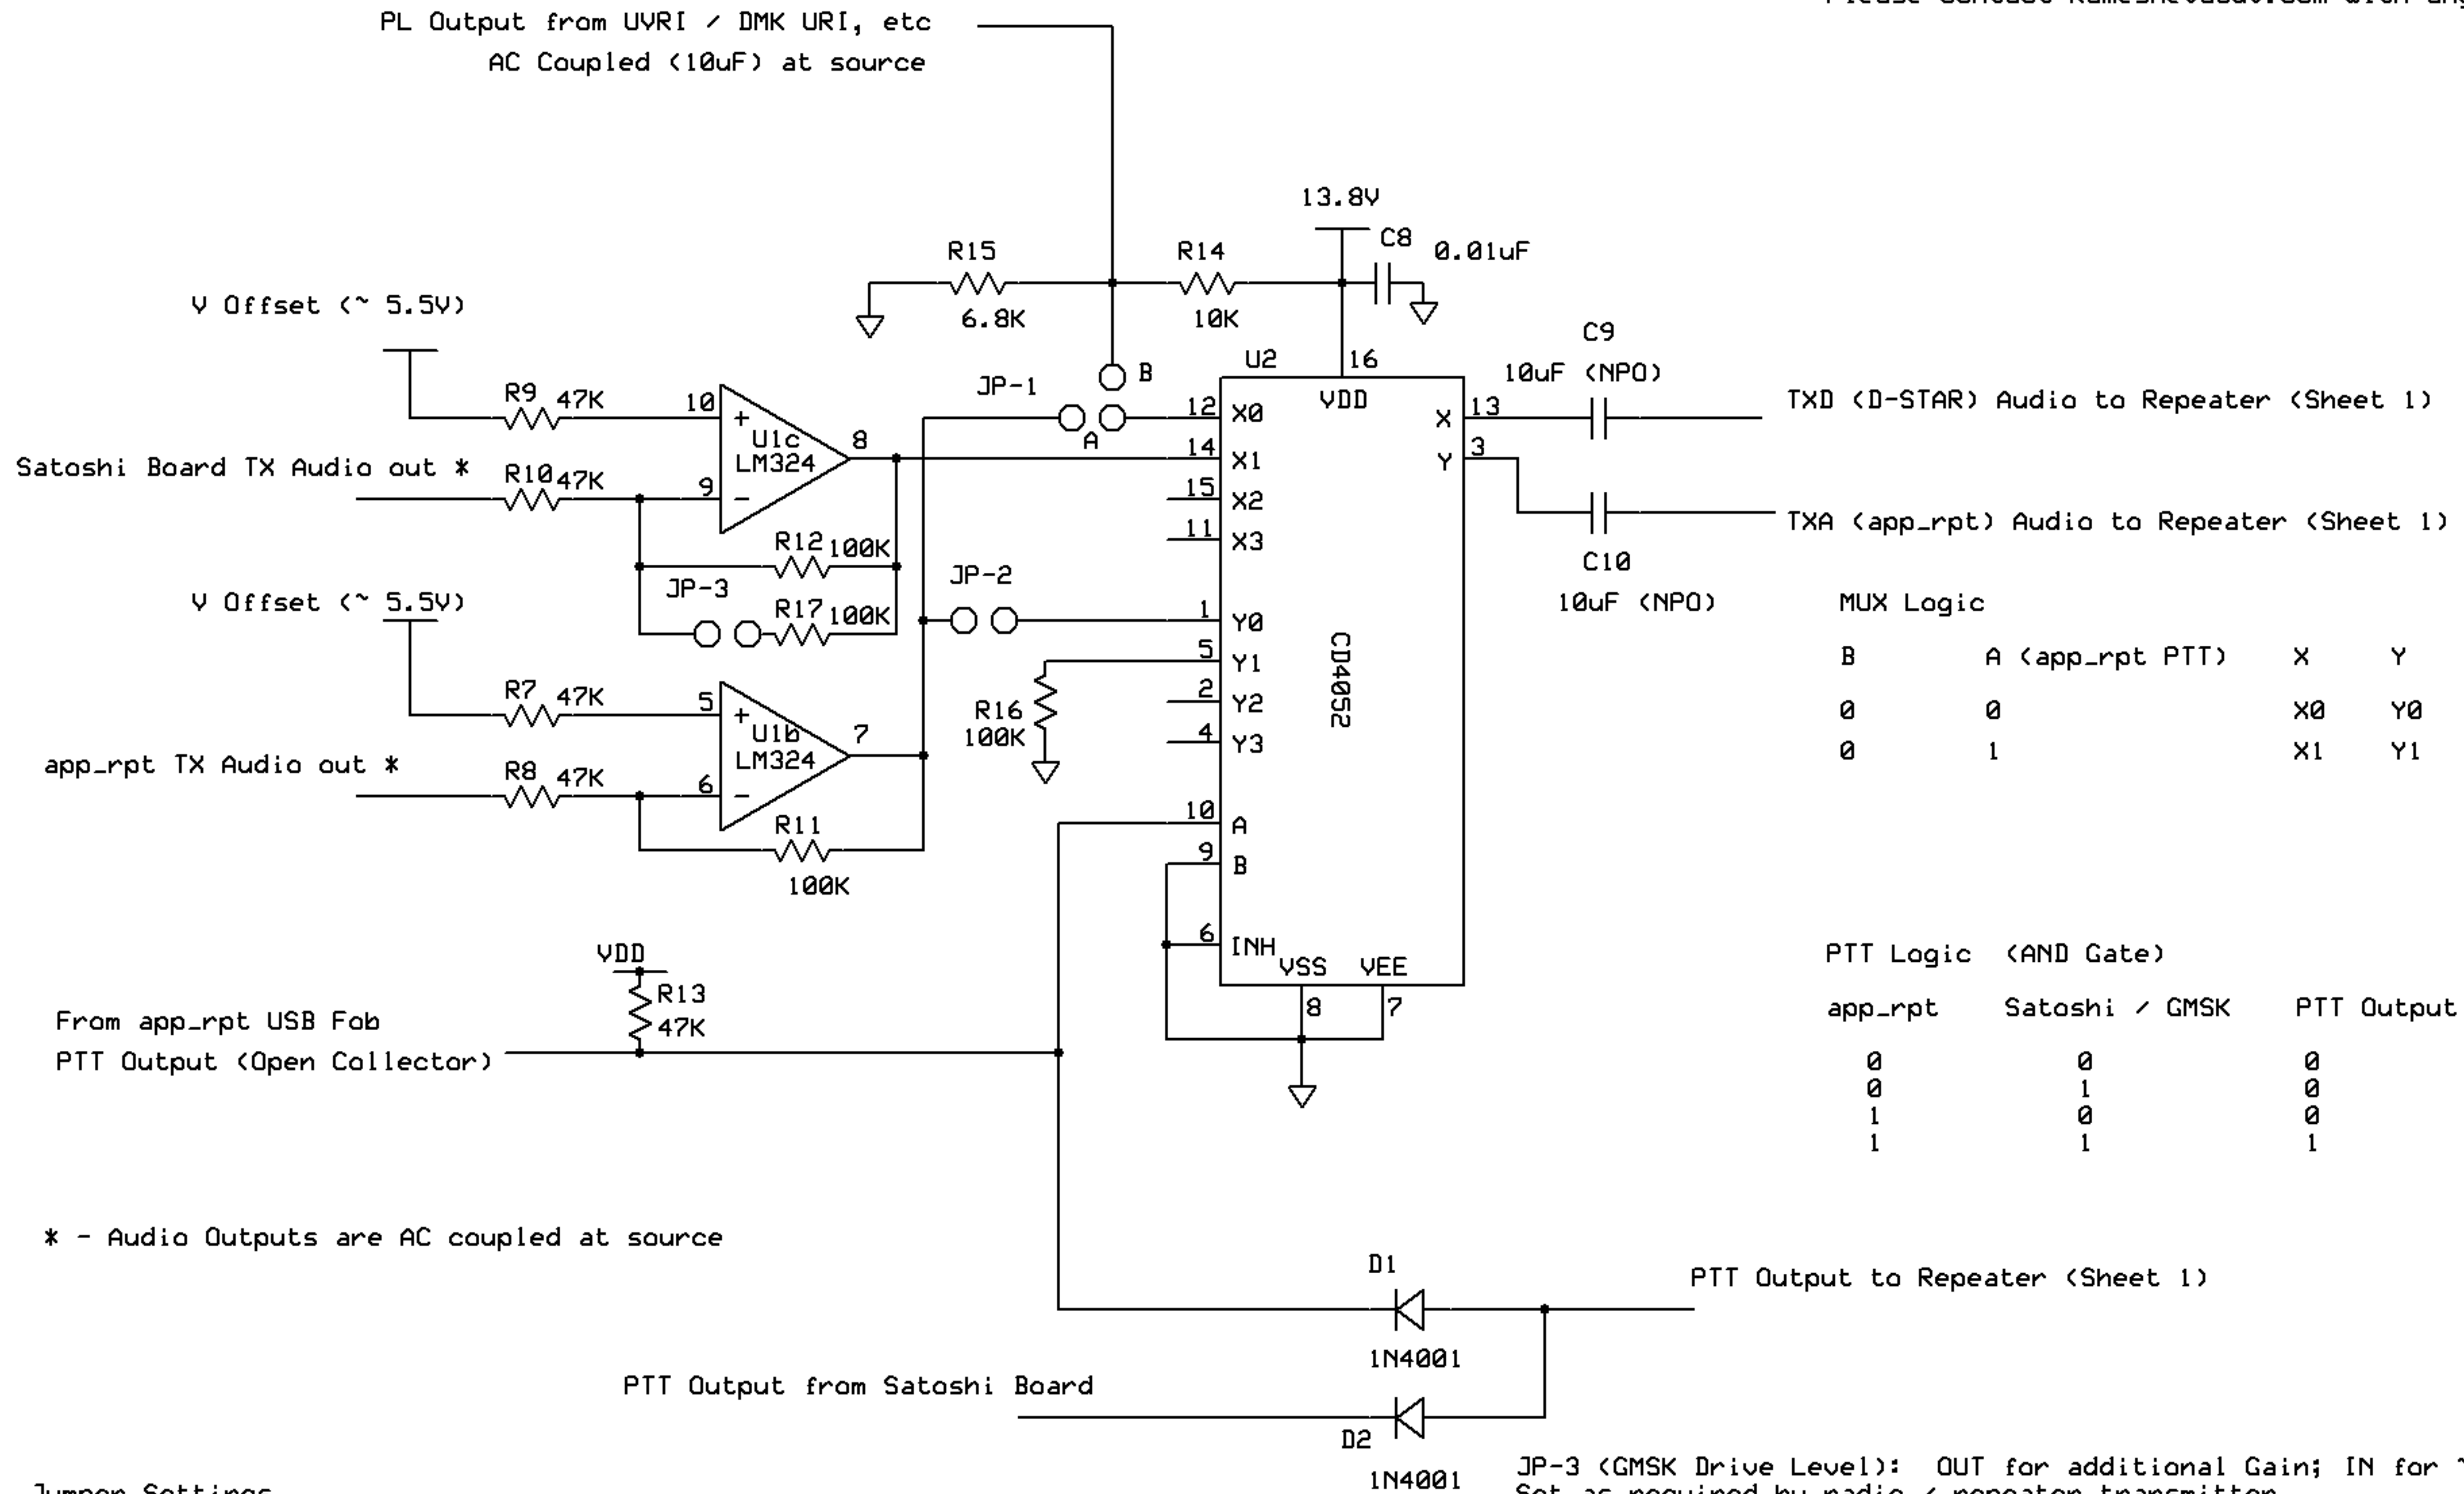 PL Output from UVRI / DMK URI, etc
AC Coupled (10uF) at source
13.8V
C8 0.01uF
R15
6.8K
R14
10K
V Offset (~ 5.5V)
C9
10uF (NPO)
U2
16
VDD
JP-1
B
A
R9 47K
10
+
U1c
LM324
8
12 X0
X 13
TXD (D-STAR) Audio to Repeater (Sheet 1)
14 X1
Y 3
Satoshi Board TX Audio out *
R10 47K
9
-
15 X2
11 X3
TXA (app_rpt) Audio to Repeater (Sheet 1)
C10
10uF (NPO)
R12 100K
JP-3
R17 100K
JP-2
V Offset (~ 5.5V)
1 Y0
5 Y1
2 Y2
4 Y3
CD4052
R16
100K
MUX Logic
B A (app_rpt PTT) X Y
0 0 X0 Y0
0 1 X1 Y1
R7 47K
5
+
U1b
LM324
7
app_rpt TX Audio out *
R8 47K
6
-
R11
100K
10 A
9 B
6 INH
VSS VEE
8 7
VDD
R13
47K
From app_rpt USB Fob
PTT Output (Open Collector)
PTT Logic (AND Gate)
app_rpt Satoshi / GMSK PTT Output
0 0 0
0 1 0
1 0 0
1 1 1
* - Audio Outputs are AC coupled at source
D1
1N4001
PTT Output to Repeater (Sheet 1)
PTT Output from Satoshi Board
D2
1N4001
JP-3 (GMSK Drive Level): OUT for additional Gain; IN for
Set as required by radio / repeater transmitter
Jumper Settings